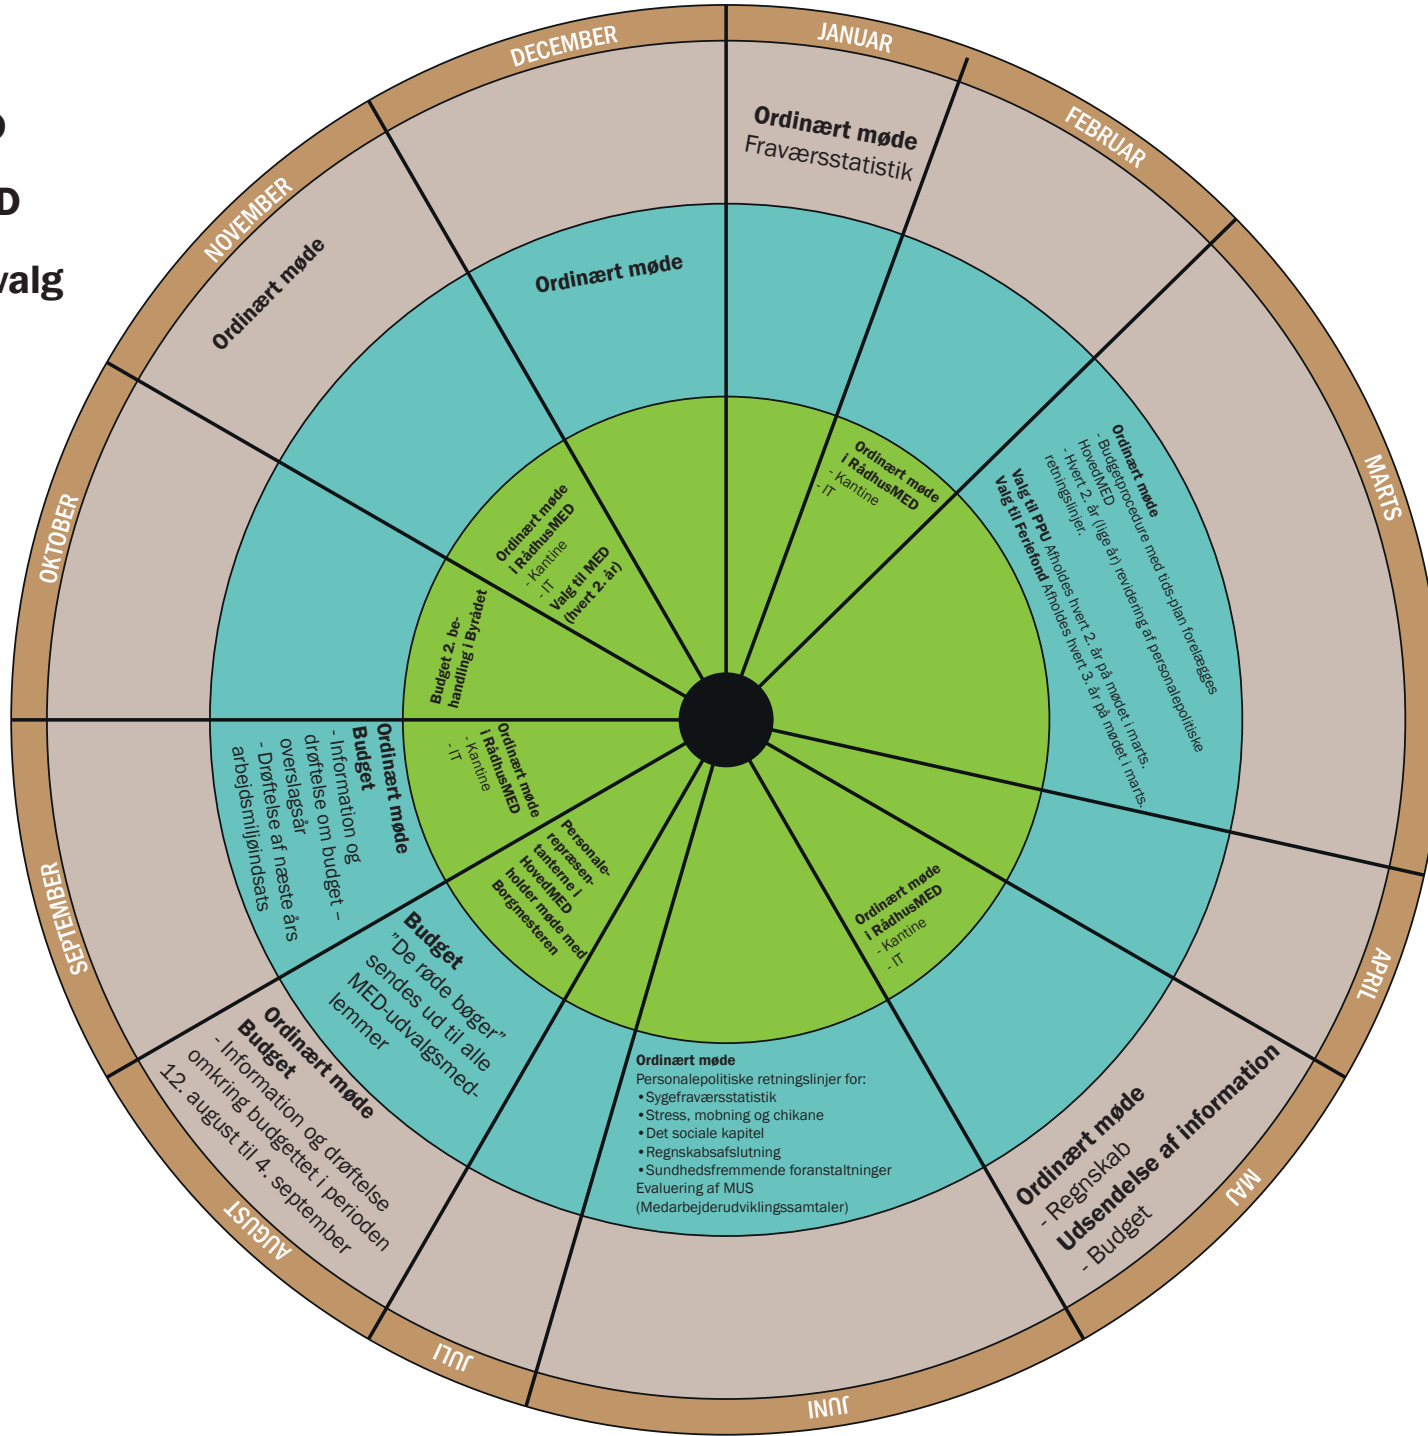 D
D
valg
JANUAR
Ordinært møde
Fraværsstatistik
FEBRUAR
Ordinært møde
i RådhusMED
- Kantine
- IT
MARTS
Ordinært møde
- Budgetprocedure med tids-plan forelægges
HovedMED
- Hvert 2. år (lige år) revidering af personalepolitiske
retningslinjer.
Valg til PPU Afholdes hvert 2. år på mødet i marts.
Valg til Feriefond Afholdes hvert 3. år på mødet i marts.
APRIL
MAJ
Ordinært møde
- Regnskab
Udsendelse af information
- Budget
Ordinært møde
i RådhusMED
- Kantine
- IT
JUNI
Ordinært møde
Personalepolitiske retningslinjer for:
• Sygefraværsstatistik
• Stress, mobning og chikane
• Det sociale kapitel
• Regnskabsafslutning
• Sundhedsfremmende foranstaltninger
Evaluering af MUS
(Medarbejderudviklingssamtaler)
JULI
AUGUST
Ordinært møde
Budget
- Information og drøftelse
omkring budgettet i perioden
12. august til 4. september
Budget
”De røde bøger”
sendes ud til alle
MED-udvalgsmed-
lemmer
Personale-
repræsen-
tanterne i
HovedMED
holder møde med
Borgmesteren
SEPTEMBER
Ordinært møde
Budget
- Information og
drøftelse om budget –
overslagsår
- Drøftelse af næste års
arbejdsmiljøindsats
Ordinært møde
i RådhusMED
- Kantine
- IT
OKTOBER
Budget 2. be-
handling i Byrådet
NOVEMBER
Ordinært møde
Ordinært møde
i RådhusMED
- Kantine
- IT
Valg til MED
(hvert 2. år)
DECEMBER
Ordinært møde